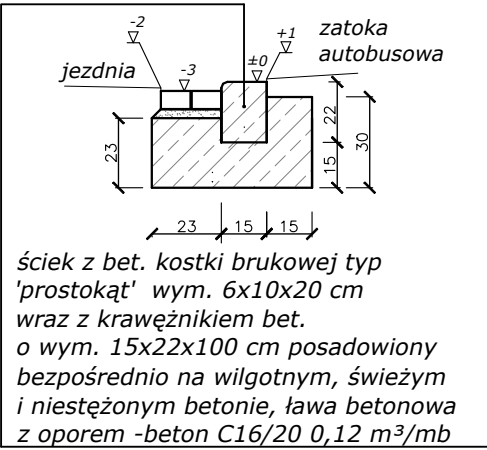 -2
+1
zatoka
±0
autobusowa
jezdnia
-3
22
23
30
15
23
15
15
ściek z bet. kostki brukowej typ
'prostokąt' wym. 6x10x20 cm
wraz z krawężnikiem bet.
o wym. 15x22x100 cm posadowiony
bezpośrednio na wilgotnym, świeżym
i niestężonym betonie, ława betonowa
z oporem -beton C16/20 0,12 m³/mb